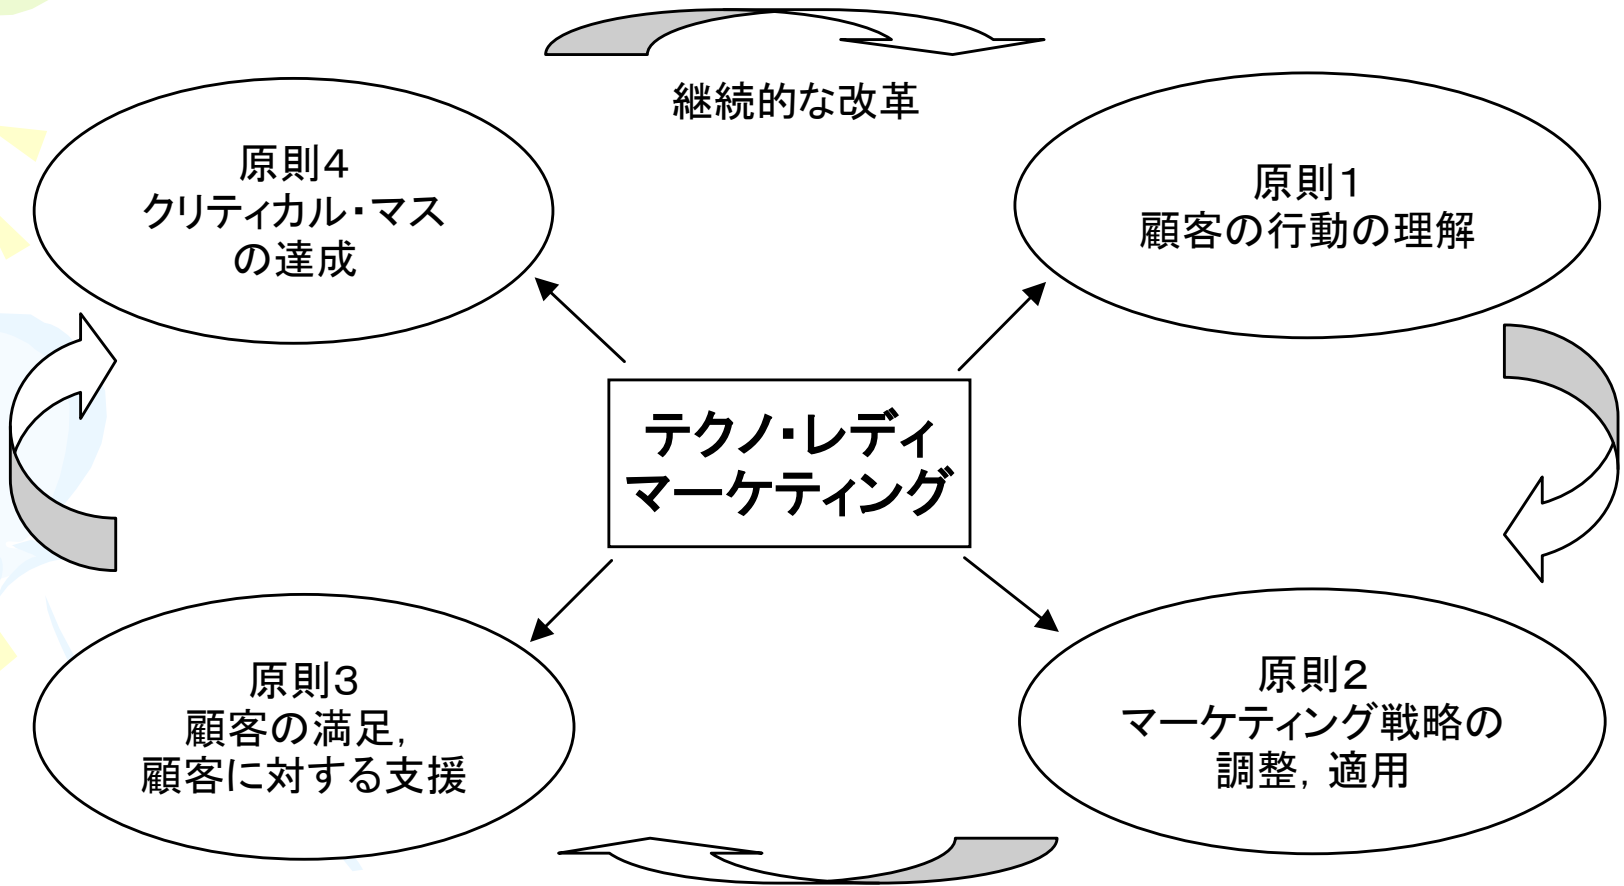 継続的な改革
原則4
クリティカル・マス
の達成
原則1
顧客の行動の理解
テクノ・レディ
マーケティング
原則3
顧客の満足,
顧客に対する支援
原則2
マーケティング戦略の
調整, 適用